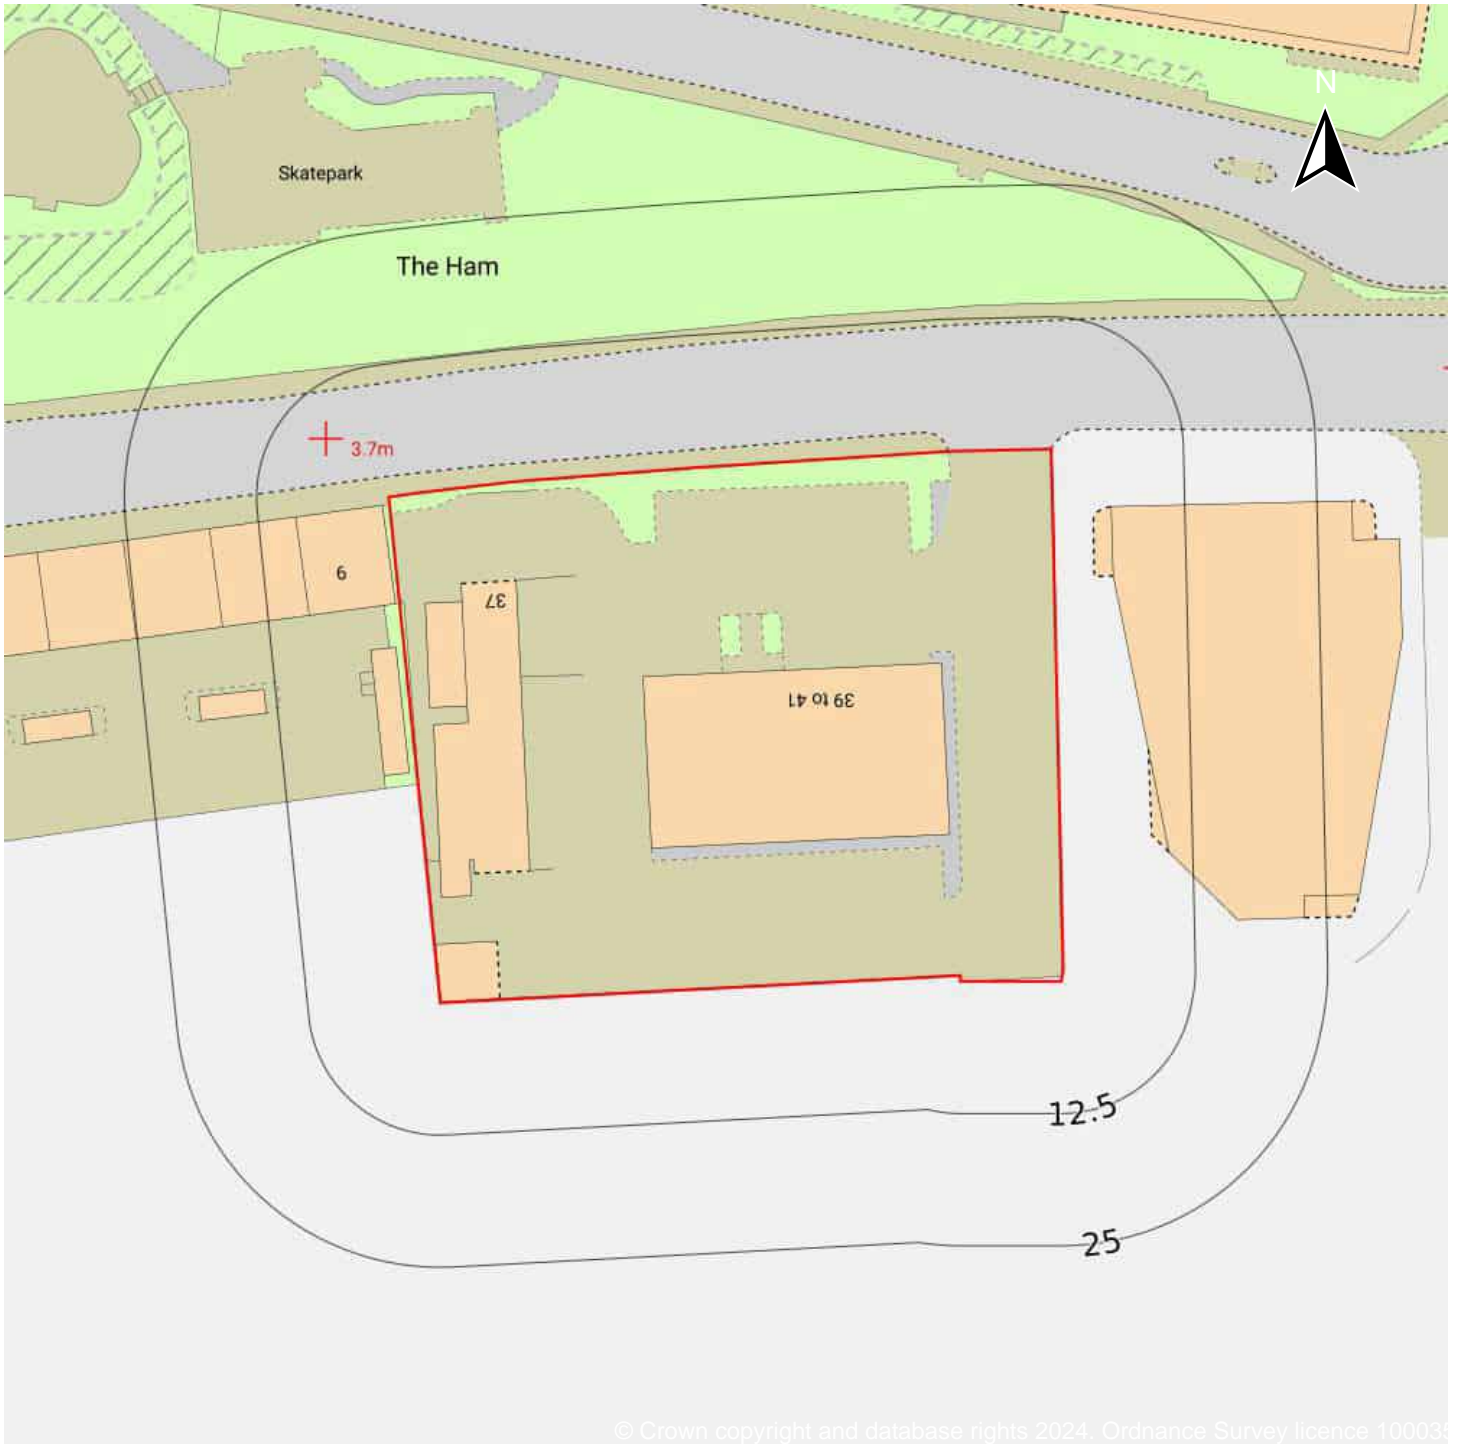 N
Skatepark
The Ham
3.7m
6
37
39 to 41
12.5
25
© Crown copyright and database rights 2024. Ordnance Survey licence